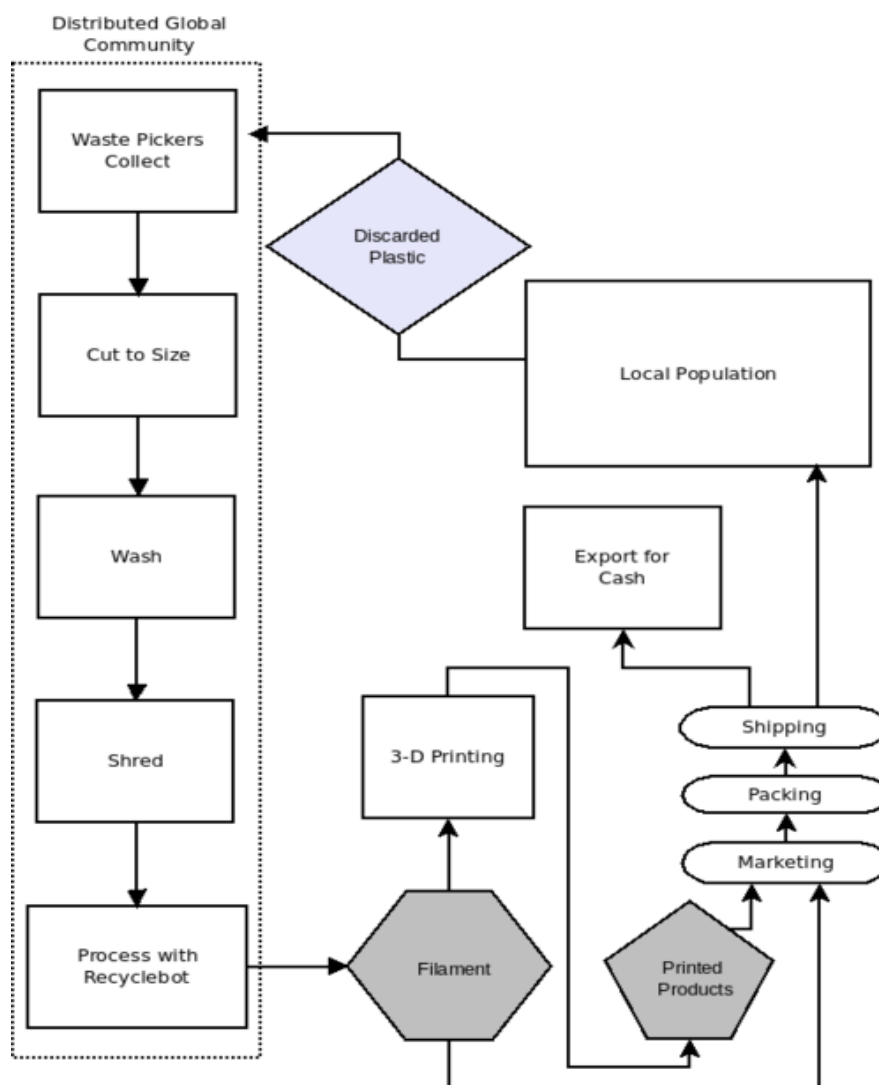 Distributed Global
Community
Waste Pickers
Collect
Discarded
Plastic
Cut to Size
Local Population
Wash
Export for
Cash
Shred
3-D Printing
Shipping
Packing
Marketing
Process with
Recyclebot
Filament
Printed
Products